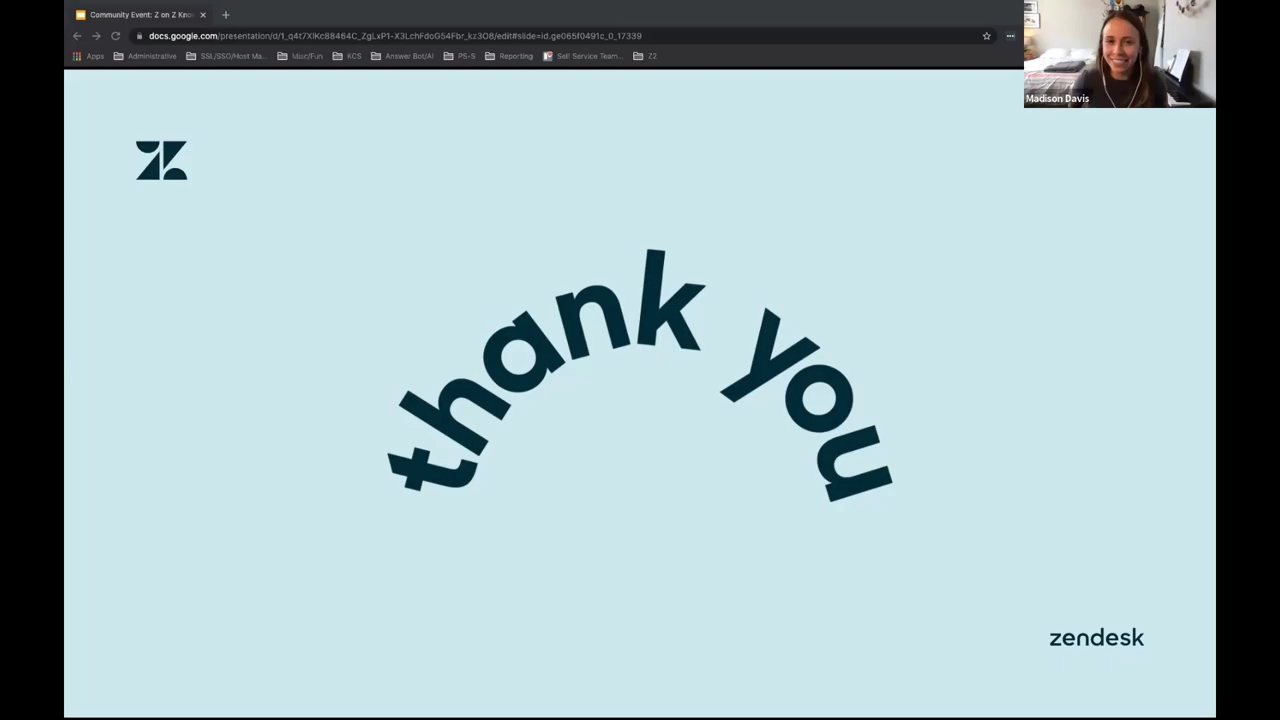 Community Event: Z on Z Kno
docs.google.com/presentation/d/1_q4t7XlKc88464C_ZgLxP1-X3LchFdoG54Fbr_kz3O8/edit#slide=id.ge065f0491c_0_17339
Apps Administrative SSL/SSO/Host Ma... Misc/Fun KCS Answer Bot/AI PS-S Reporting Self Service Team... Z2
Madison Davis
thank you
zendesk